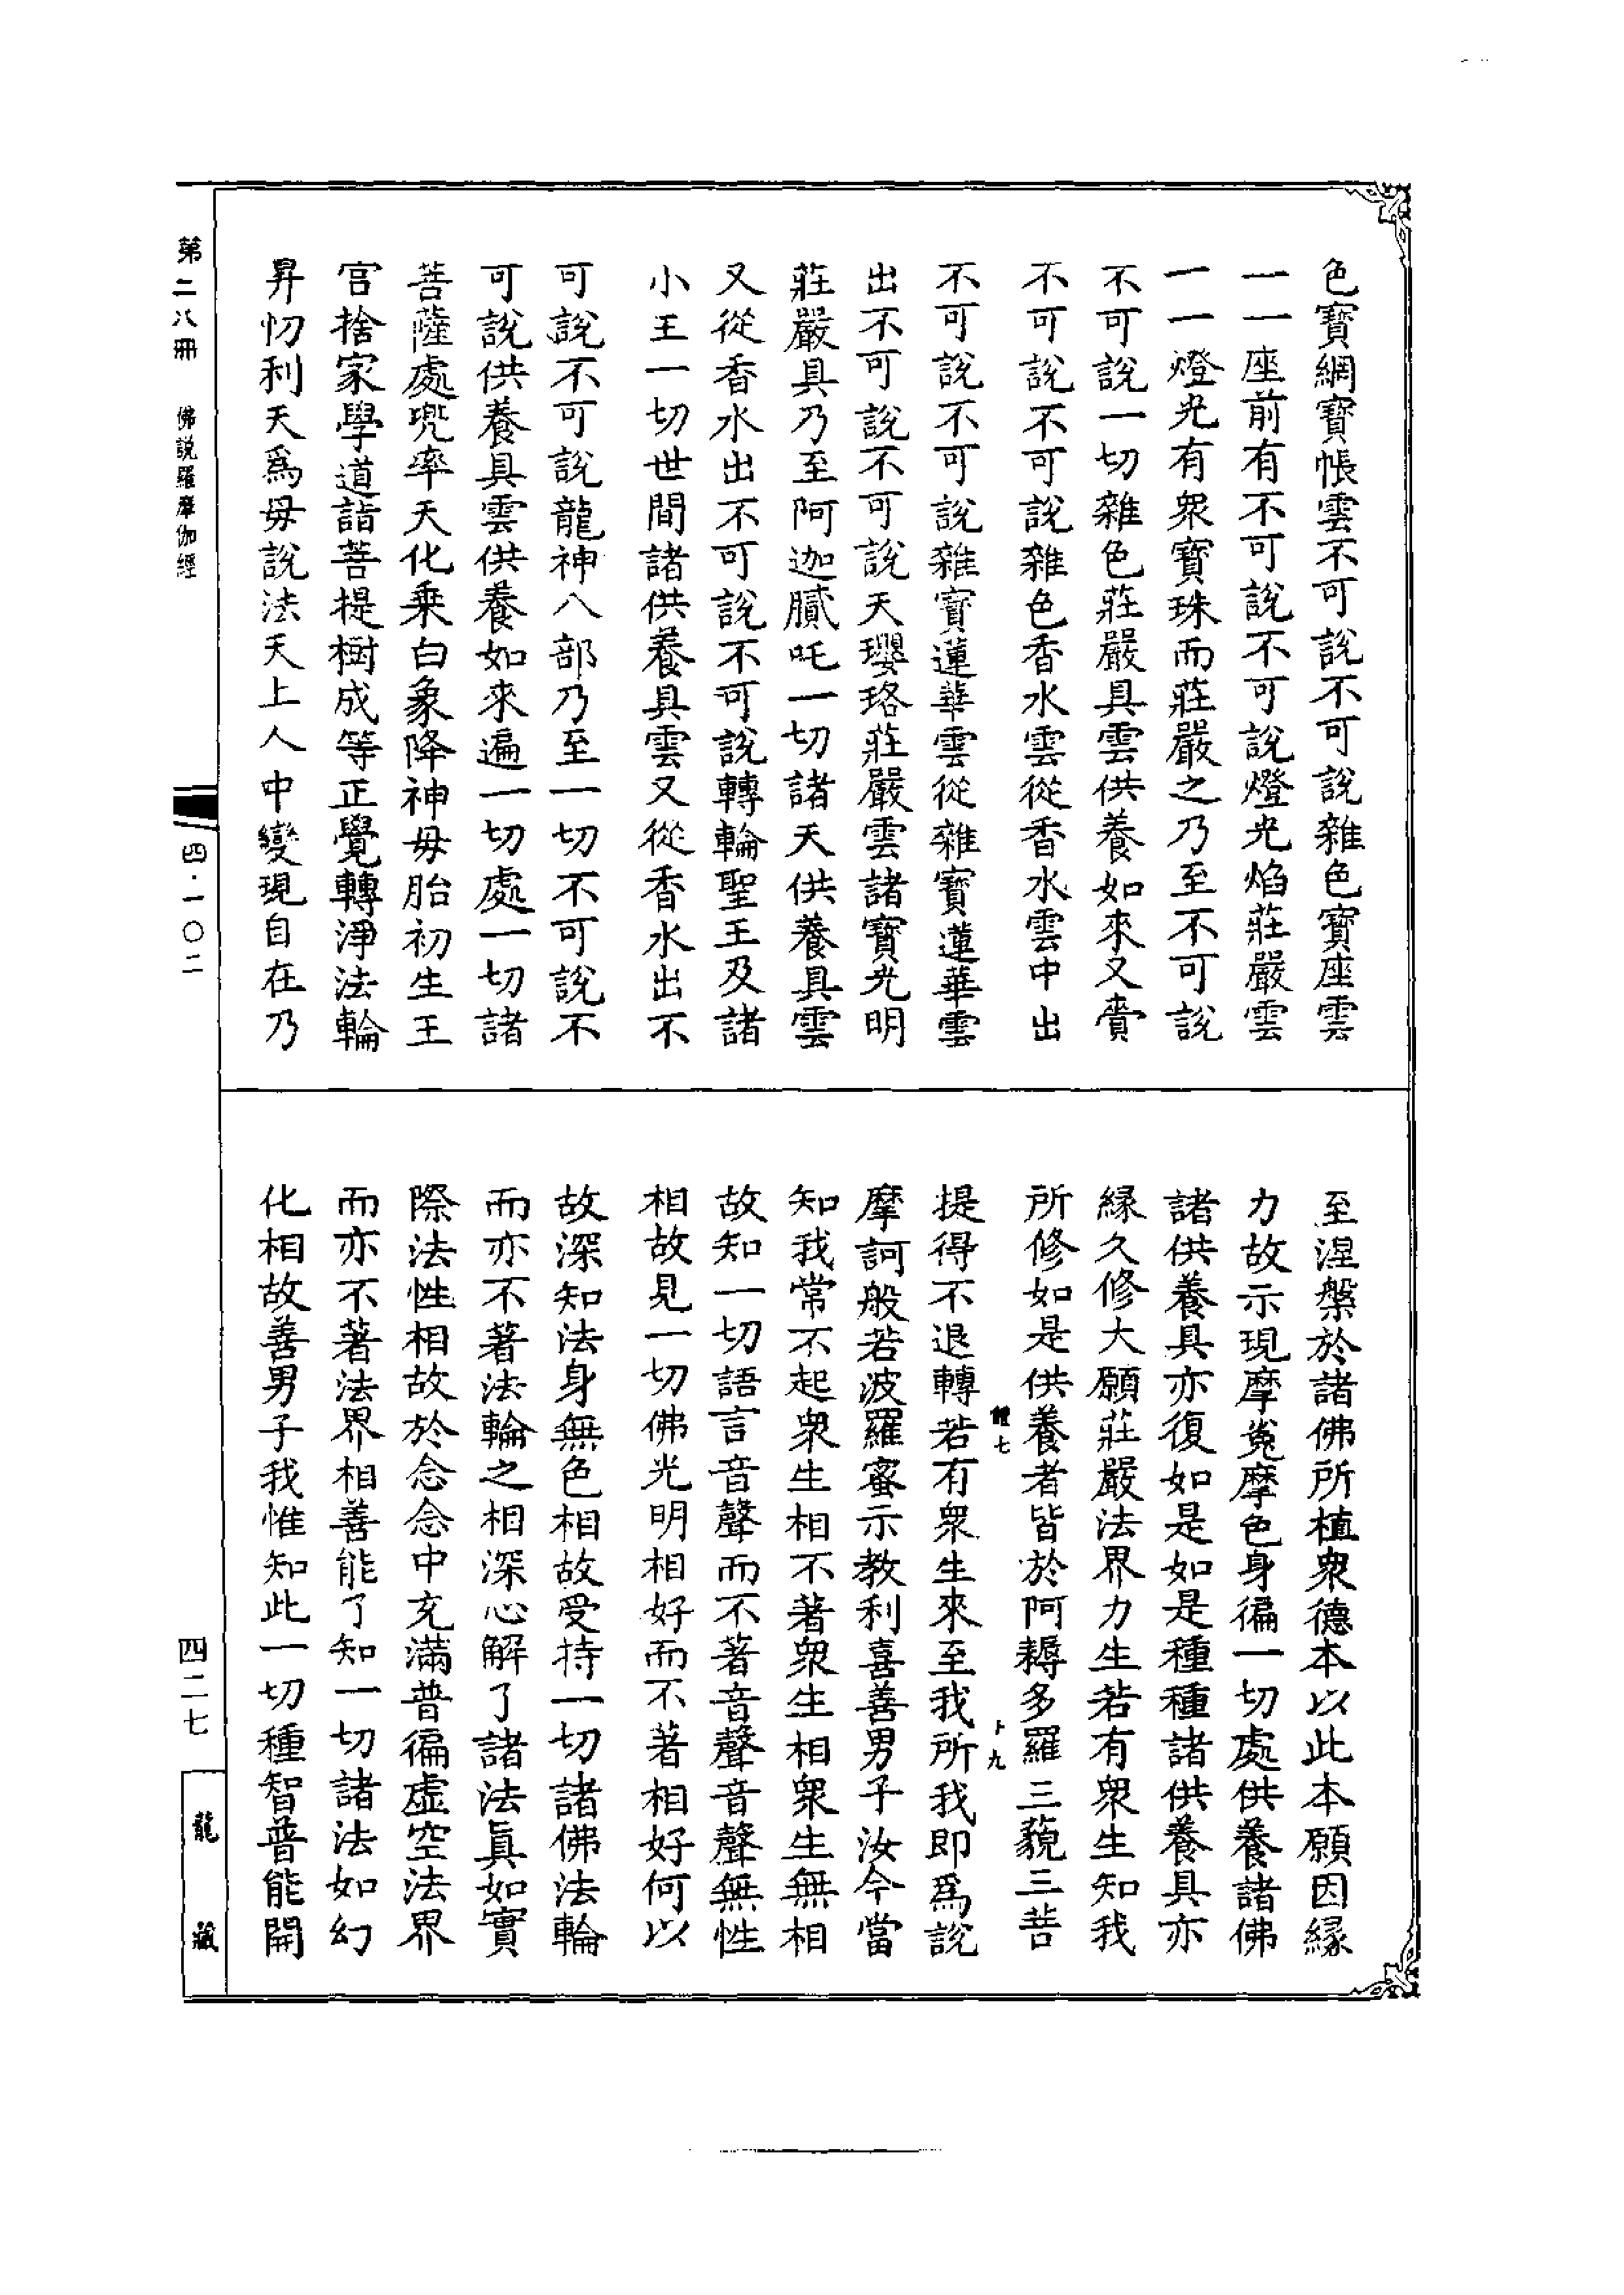 色寶網寶帳雲不可說不可說雜色寶座雲
一一座前有不可說不可說燈光焰莊嚴雲
一一燈光有衆寶珠而莊嚴之乃至不可說
不可說一切雜色莊嚴具雲供養如來又賷
不可說不可說雜色香水雲從香水雲中出
不可說不可說雜寶蓮華雲從雜寶蓮華雲
出不可說不可說天瓔珞莊嚴雲諸寶光明
莊嚴具乃至阿迦膩吒一切諸天供養具雲
又從香水出不可說不可說轉輪聖王及諸
小王一切世間諸供養具雲又從香水出不
可說不可說龍神八部乃至一切不可說不
可說供養具雲供養如來遍一切處一切諸
菩薩處兜率天化乘白象降神母胎初生王
宮捨家學道詣菩提樹成等正覺轉淨法輪
昇忉利天爲母說法天上人中變現自在乃
至涅槃於諸佛所植衆德本以此本願因緣
力故示現摩㝹摩色身徧一切處供養諸佛
諸供養具亦復如是如是種種諸供養具亦
緣久修大願莊嚴法界力生若有衆生知我
所修如是供養者皆於阿耨多羅三藐三菩
體七
卜九
提得不退轉若有衆生來至我所我即爲說
摩訶般若波羅蜜示教利喜善男子汝今當
知我常不起衆生相不著衆生相衆生無相
故知一切語言音聲而不著音聲音聲無性
相故見一切佛光明相好而不著相好何以
故深知法身無色相故受持一切諸佛法輪
而亦不著法輪之相深心解了諸法眞如實
際法性相故於念念中充滿普徧虛空法界
而亦不著法界相善能了知一切諸法如幻
化相故善男子我惟知此一切種智普能開
第二八冊 佛說羅摩伽經
四·一〇二
四二七
龍藏